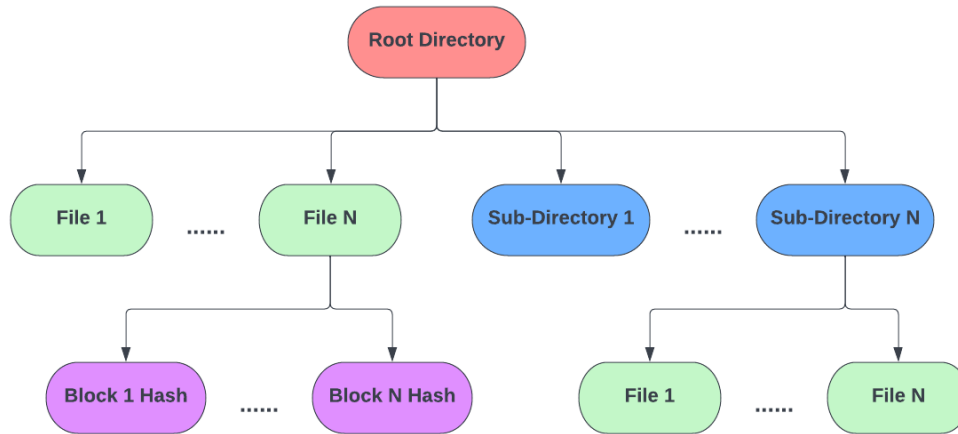 Root Directory
File 1
......
File N
Sub-Directory 1
......
Sub-Directory N
Block 1 Hash
......
Block N Hash
File 1
......
File N